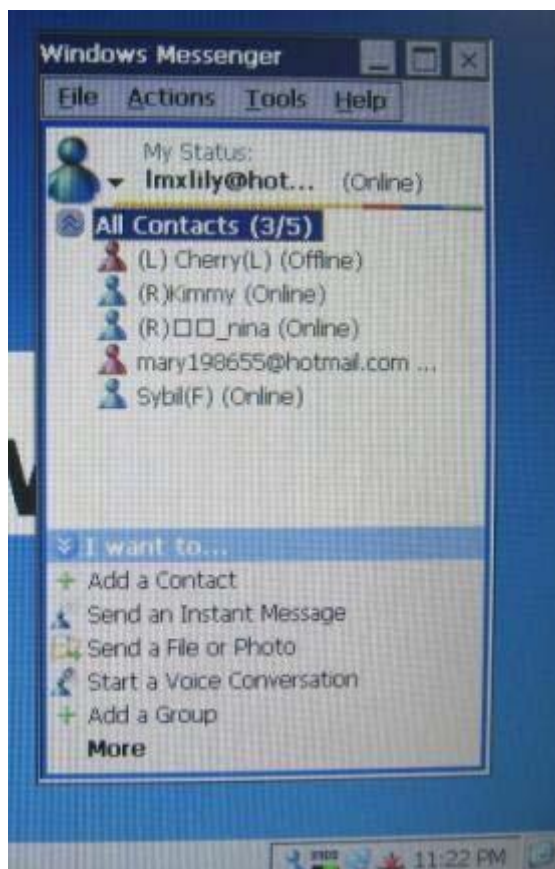 Windows Messenger
File Actions Tools Help
My Status:
lmxlily@hot... (Online)
All Contacts (3/5)
(L) Cherry(L) (Offline)
(R)Kimmy (Online)
(R)□□_nina (Online)
mary198655@hotmail.com ...
Sybil(F) (Online)
I want to...
Add a Contact
Send an Instant Message
Send a File or Photo
Start a Voice Conversation
Add a Group
More
11:22 PM